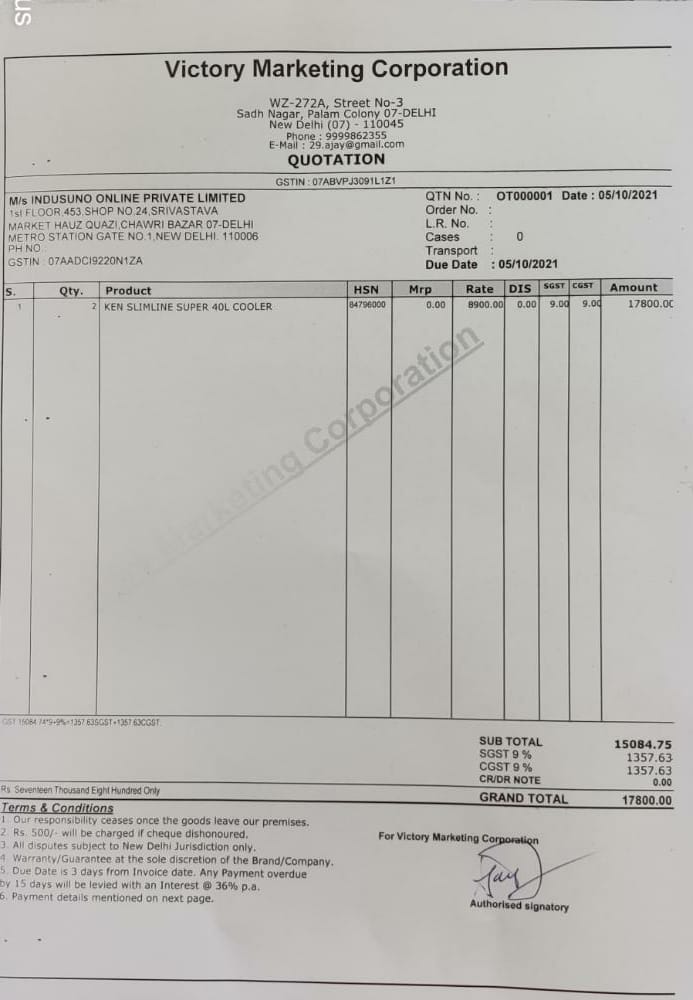 sn
Victory Marketing Corporation
WZ-272A, Street No-3
Sadh Nagar, Palam Colony 07-DELHI
New Delhi (07) - 110045
Phone : 9999862355
E-Mail : 29.ajay@gmail.com
QUOTATION
GSTIN : 07ABVPJ3091L1Z1
M/s INDUSUNO ONLINE PRIVATE LIMITED
1st FLOOR,453,SHOP NO.24,SRIVASTAVA
MARKET HAUZ QUAZI,CHAWRI BAZAR 07-DELHI
METRO STATION GATE NO.1,NEW DELHI. 110006
PH NO.:
GSTIN : 07AADCI9220N1ZA
QTN No. : OT000001 Date : 05/10/2021
Order No. :
L.R. No. :
Cases : 0
Transport :
Due Date : 05/10/2021
S. Qty. Product HSN Mrp Rate DIS SGST CGST Amount
1 2 KEN SLIMLINE SUPER 40L COOLER 84796000 0.00 8900.00 0.00 9.00 9.00 17800.00
Marketing Corporation
GST 15084.74*9+9%=1357.63SGST+1357.63CGST.
SUB TOTAL 15084.75
SGST 9 % 1357.63
CGST 9 % 1357.63
CR/DR NOTE 0.00
Rs. Seventeen Thousand Eight Hundred Only
GRAND TOTAL 17800.00
Terms & Conditions
1. Our responsibility ceases once the goods leave our premises.
2. Rs. 500/- will be charged if cheque dishonoured.
3. All disputes subject to New Delhi Jurisdiction only.
4. Warranty/Guarantee at the sole discretion of the Brand/Company.
5. Due Date is 3 days from Invoice date. Any Payment overdue
by 15 days will be levied with an Interest @ 36% p.a.
6. Payment details mentioned on next page.
For Victory Marketing Corporation
Authorised signatory